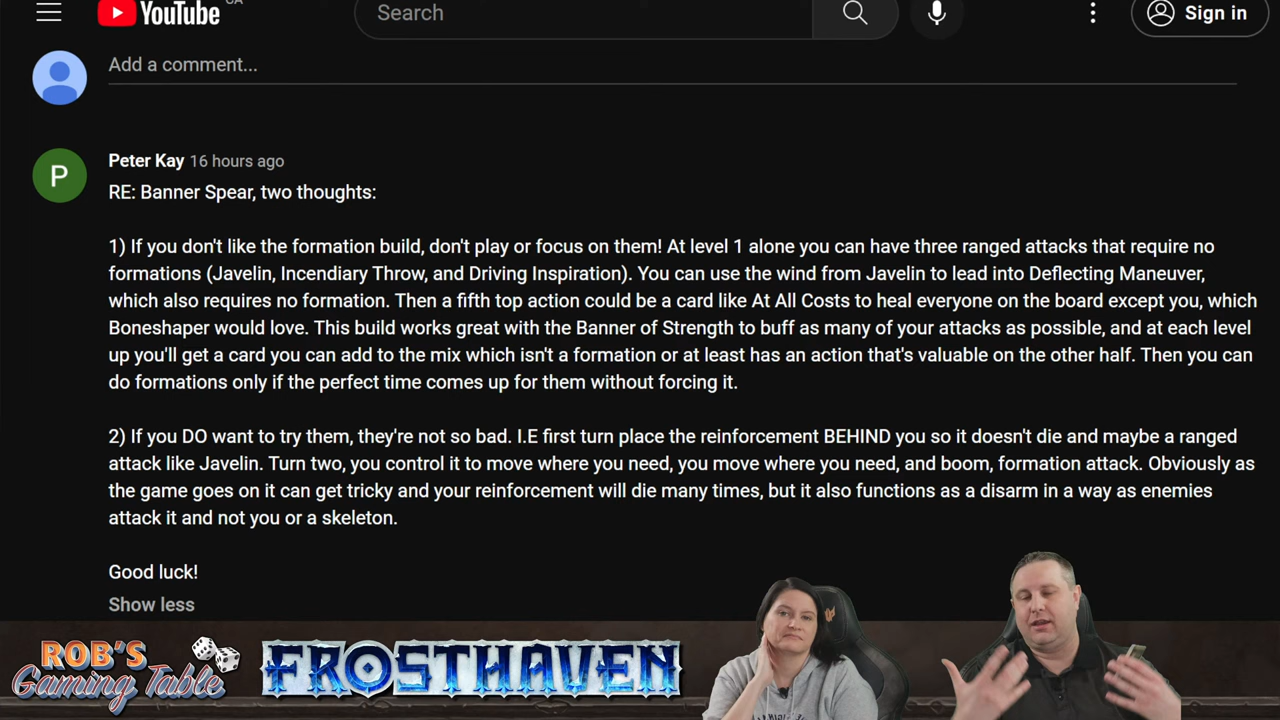 YouTube
CA
Search
Sign in
Add a comment...
P
Peter Kay 16 hours ago
RE: Banner Spear, two thoughts:
1) If you don't like the formation build, don't play or focus on them! At level 1 alone you can have three ranged attacks that require no
formations (Javelin, Incendiary Throw, and Driving Inspiration). You can use the wind from Javelin to lead into Deflecting Maneuver,
which also requires no formation. Then a fifth top action could be a card like At All Costs to heal everyone on the board except you, which
Boneshaper would love. This build works great with the Banner of Strength to buff as many of your attacks as possible, and at each level
up you'll get a card you can add to the mix which isn't a formation or at least has an action that's valuable on the other half. Then you can
do formations only if the perfect time comes up for them without forcing it.
2) If you DO want to try them, they're not so bad. I.E first turn place the reinforcement BEHIND you so it doesn't die and maybe a ranged
attack like Javelin. Turn two, you control it to move where you need, you move where you need, and boom, formation attack. Obviously as
the game goes on it can get tricky and your reinforcement will die many times, but it also functions as a disarm in a way as enemies
attack it and not you or a skeleton.
Good luck!
Show less
ROB'S
Gaming Table
FROSTHAVEN